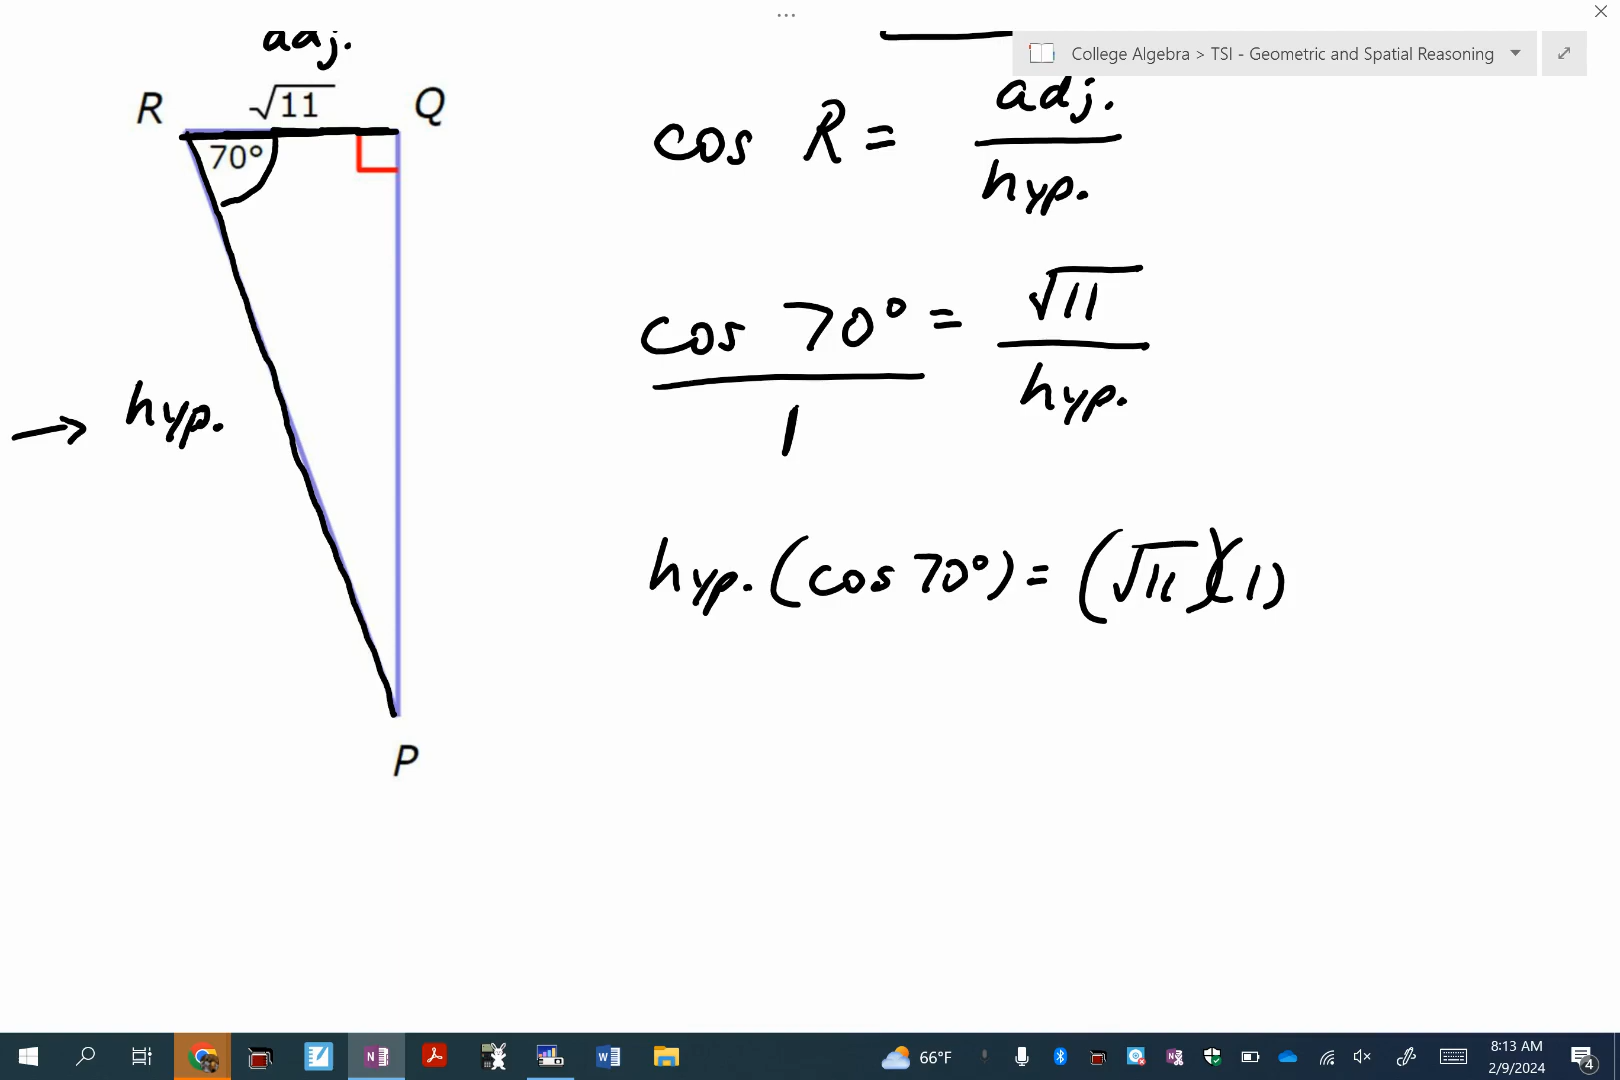 adj.
College Algebra > TSI - Geometric and Spatial Reasoning
R √11 Q
70°
cos R = adj. / hyp.
cos 70° / 1 = √11 / hyp.
→ hyp.
hyp. (cos 70°) = (√11)(1)
P
66°F
8:13 AM
2/9/2024
4